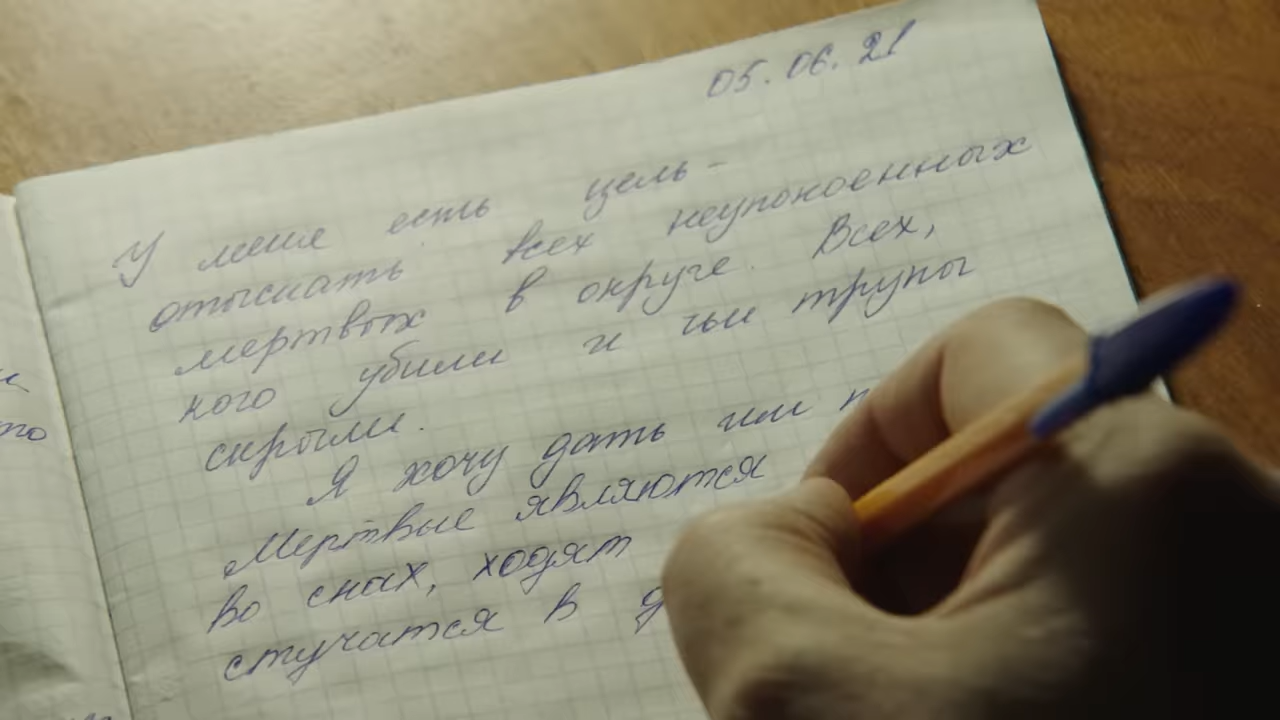 05.06.21
У меня есть цель -
отыскать всех неупокоенных
мертвых в округе. Всех,
кого убили и чьи трупы
скрыли.
Я хочу дать им п
Мертвые являются
во снах, ходят
стучатся в д